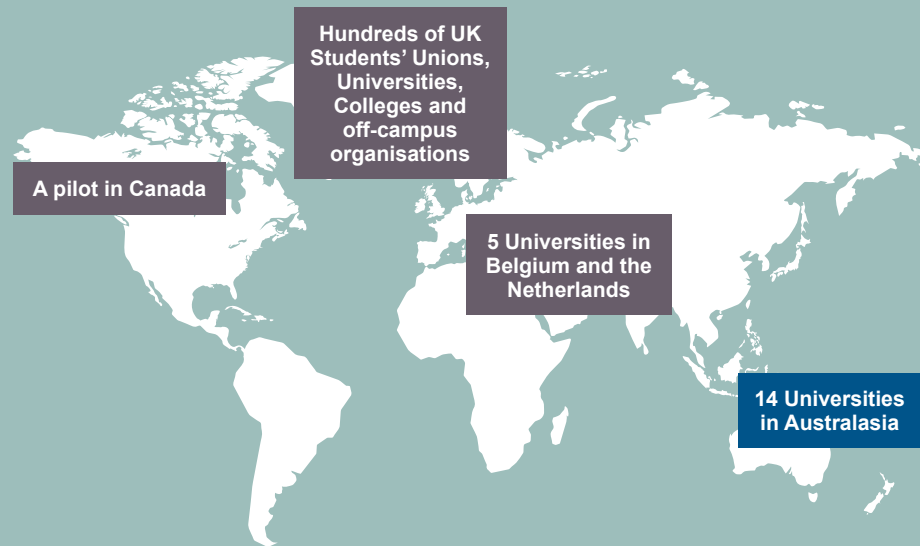 Hundreds of UK
Students’ Unions,
Universities,
Colleges and
off-campus
organisations
A pilot in Canada
5 Universities in
Belgium and the
Netherlands
14 Universities
in Australasia